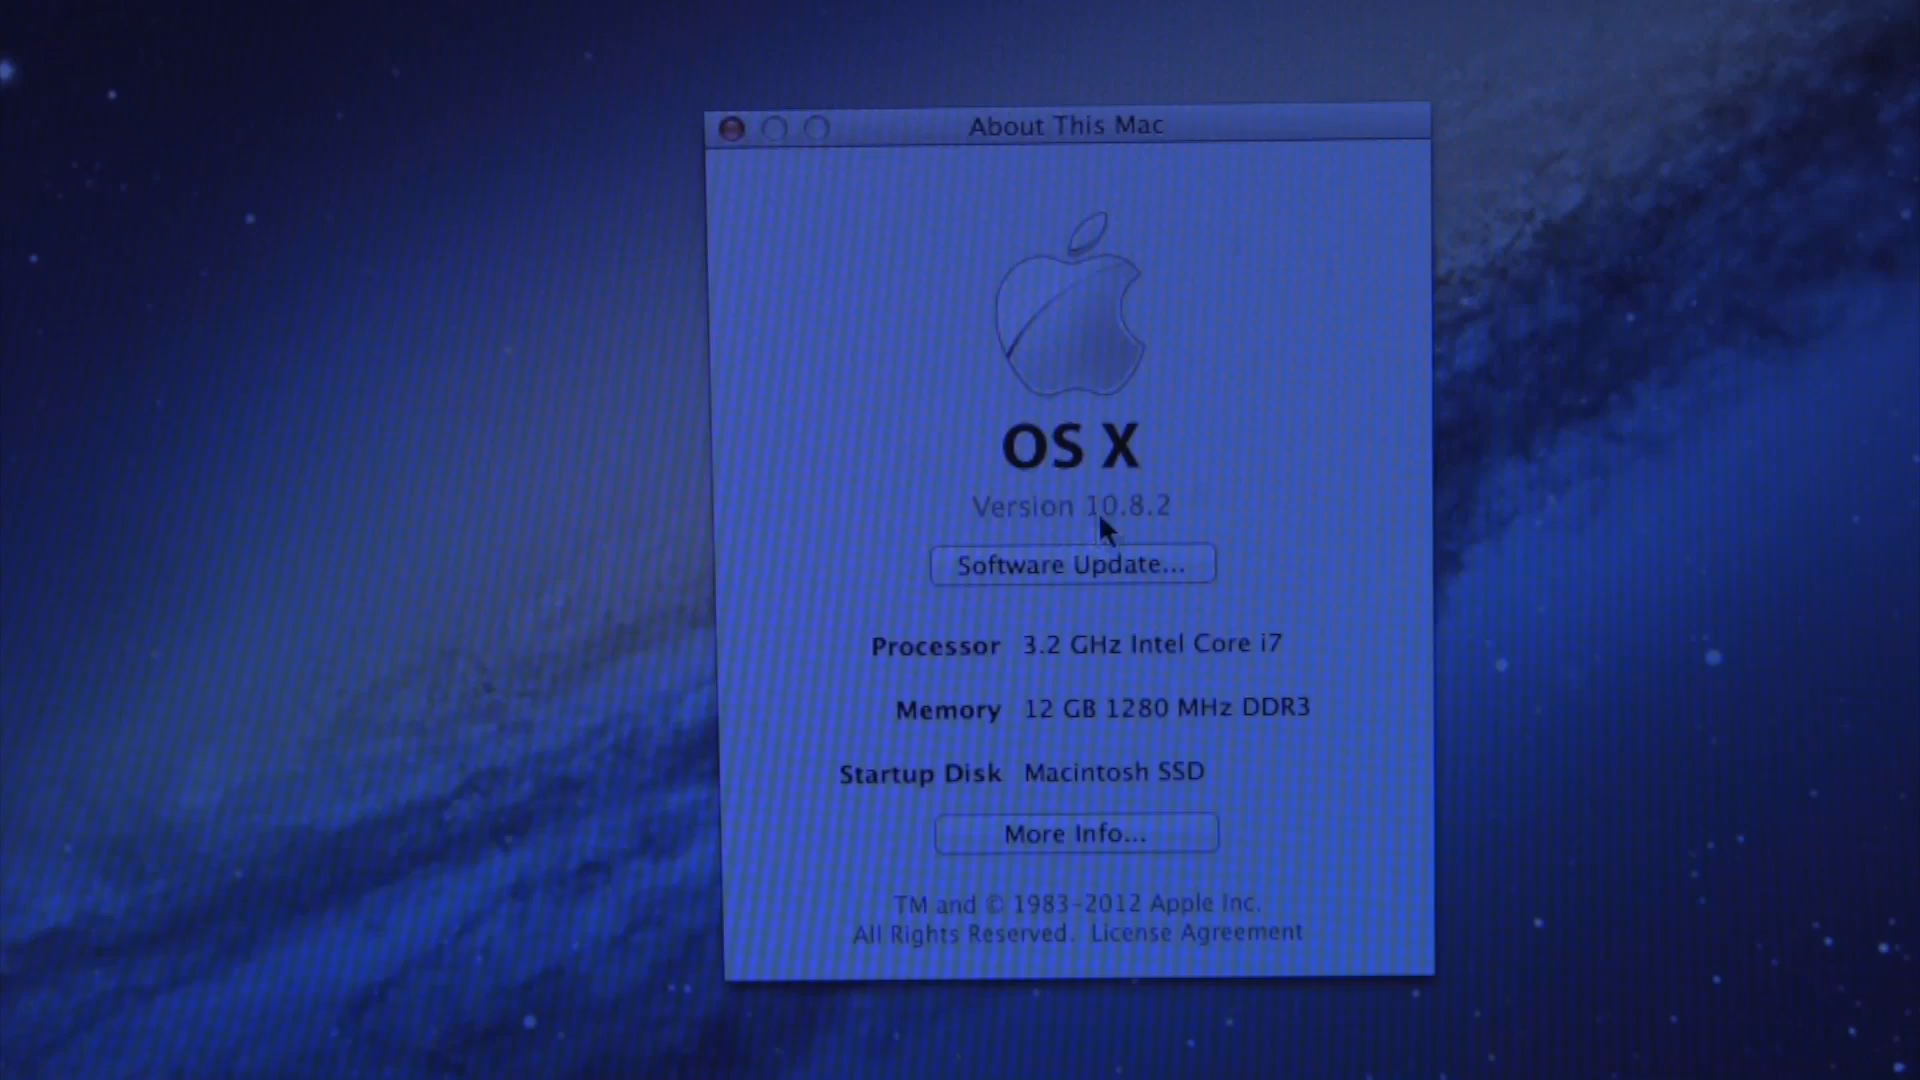 About This Mac
OS X
Version 10.8.2
Software Update...
Processor 3.2 GHz Intel Core i7
Memory 12 GB 1280 MHz DDR3
Startup Disk Macintosh SSD
More Info...
TM and © 1983-2012 Apple Inc.
All Rights Reserved. License Agreement